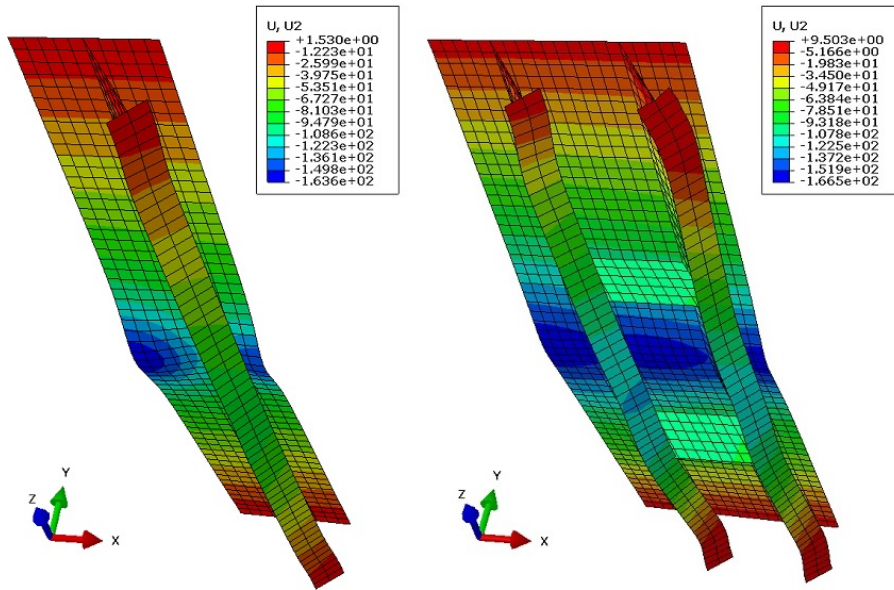 U, U2
+1.530e+00
-1.223e+01
-2.599e+01
-3.975e+01
-5.351e+01
-6.727e+01
-8.103e+01
-9.479e+01
-1.086e+02
-1.223e+02
-1.361e+02
-1.498e+02
-1.636e+02
Y
Z
X
U, U2
+9.503e+00
-5.166e+00
-1.983e+01
-3.450e+01
-4.917e+01
-6.384e+01
-7.851e+01
-9.318e+01
-1.078e+02
-1.225e+02
-1.372e+02
-1.519e+02
-1.665e+02
Y
Z
X